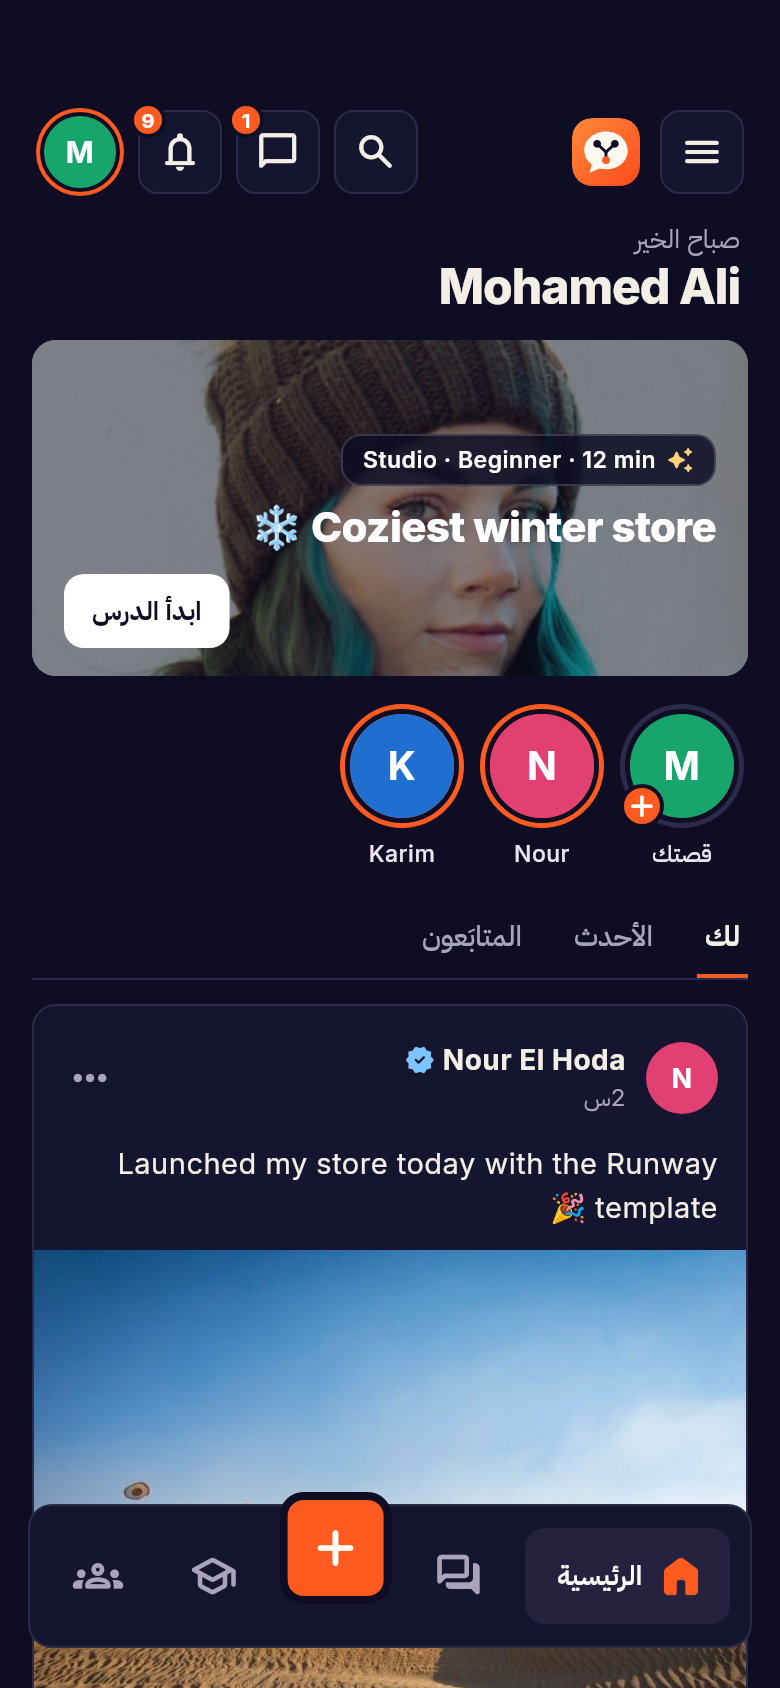 M
9
1
صباح الخير
Mohamed Ali
Studio · Beginner · 12 min
❄️ Coziest winter store
ابدأ الدرس
M
N
K
قصتك
Nour
Karim
لك
الأحدث
المتابَعون
N
Nour El Hoda
2س
Launched my store today with the Runway
template 🎉
الرئيسية